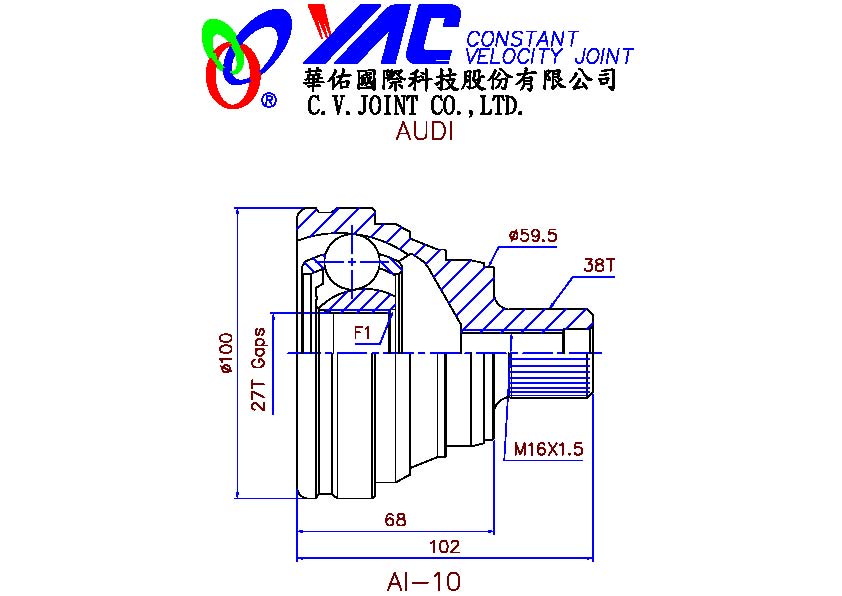 YAC CONSTANT
VELOCITY JOINT
®
華佑國際科技股份有限公司
C.V.JOINT CO.,LTD.
AUDI
ø59.5
38T
ø100
27T Gaps
F1
M16X1.5
68
102
AI-10